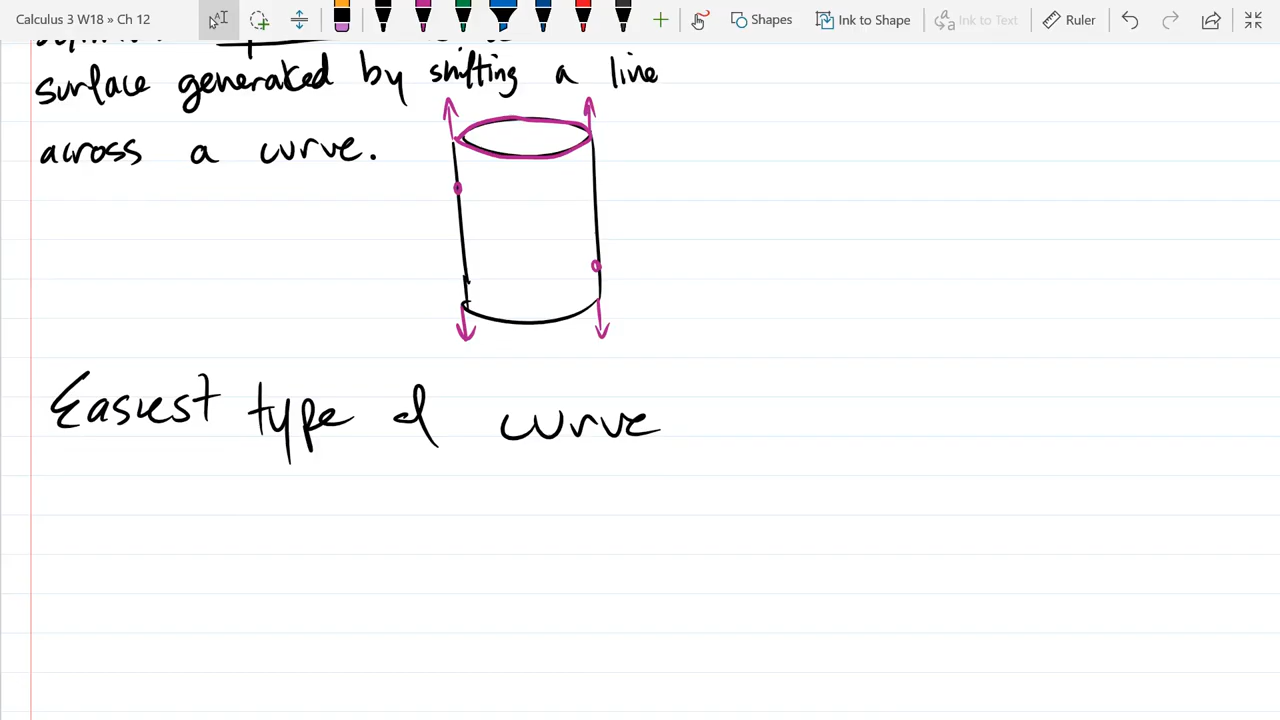 Calculus 3 W18 » Ch 12
Shapes
Ink to Shape
Ink to Text
Ruler
surface generated by shifting a line
across a curve.
Easiest type of curve